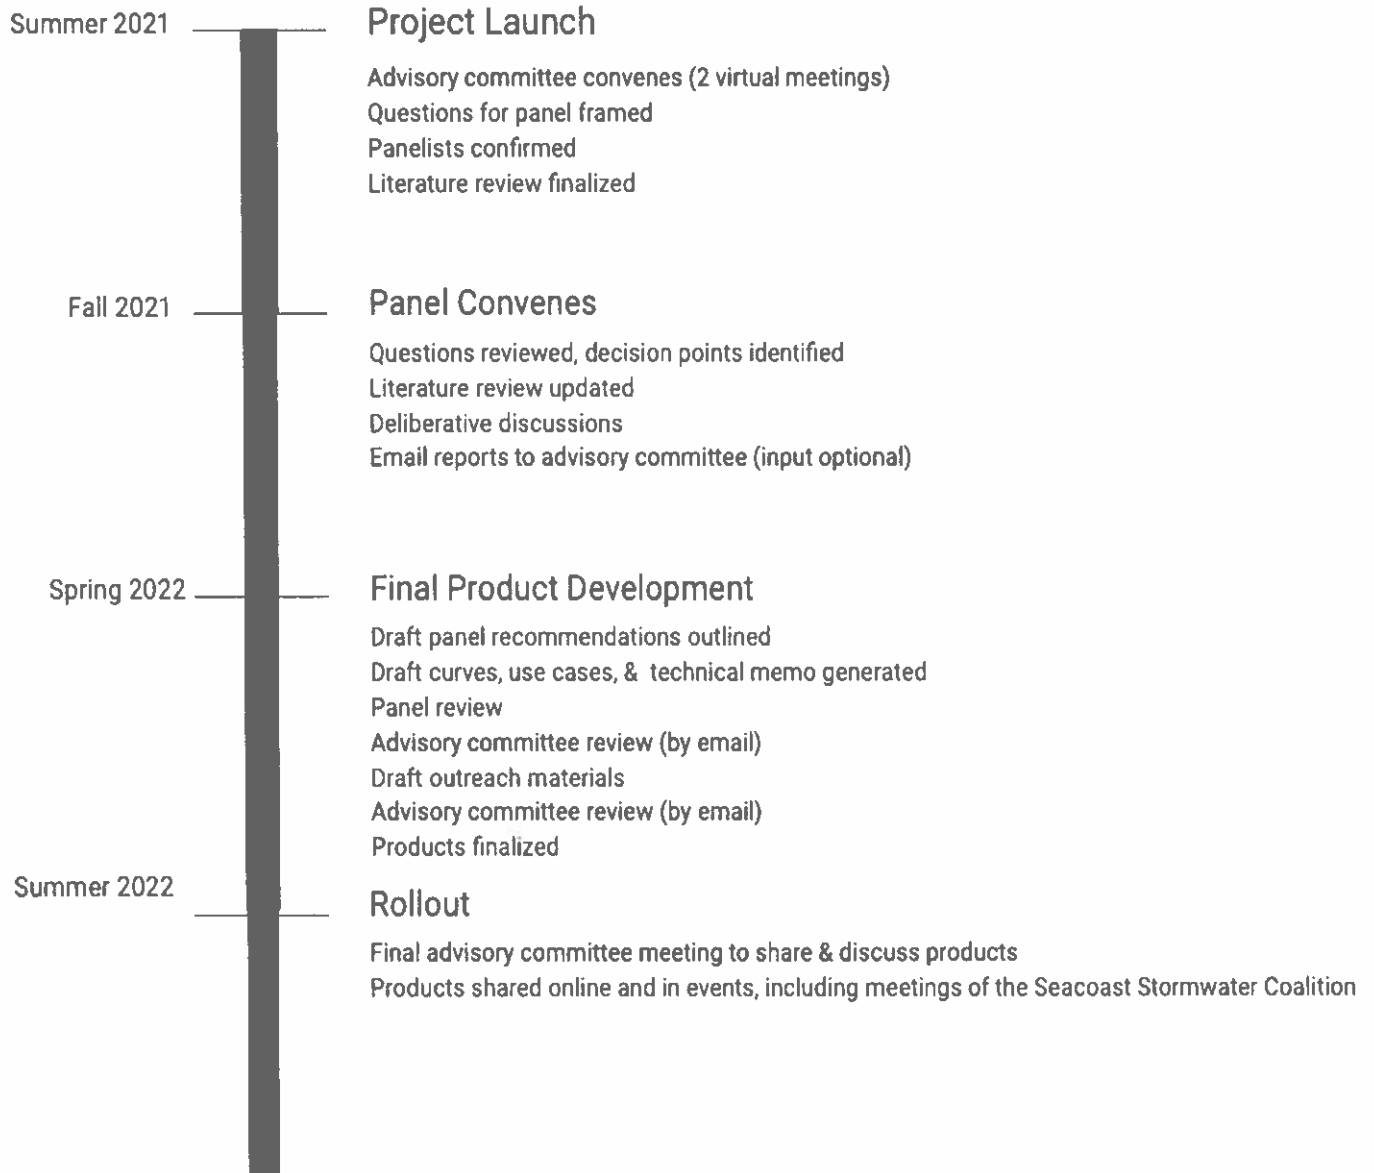 Summer 2021
Project Launch
Advisory committee convenes (2 virtual meetings)
Questions for panel framed
Panelists confirmed
Literature review finalized
Fall 2021
Panel Convenes
Questions reviewed, decision points identified
Literature review updated
Deliberative discussions
Email reports to advisory committee (input optional)
Spring 2022
Final Product Development
Draft panel recommendations outlined
Draft curves, use cases, & technical memo generated
Panel review
Advisory committee review (by email)
Draft outreach materials
Advisory committee review (by email)
Products finalized
Summer 2022
Rollout
Final advisory committee meeting to share & discuss products
Products shared online and in events, including meetings of the Seacoast Stormwater Coalition